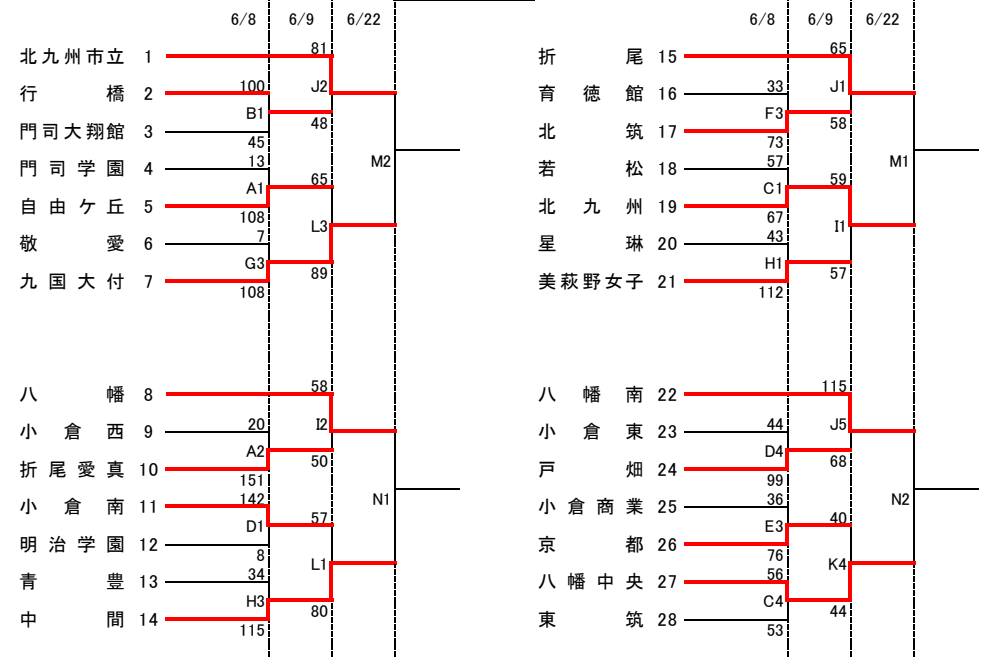 6/8 6/9 6/22
81
北九州市立 1
100 J2
行橋 2
B1
48
門司大翔館 3
45
13 M2
門司学園 4
65
A1
自由ケ丘 5
108
L3
7
敬愛 6
G3
89
九国大付 7
108
58
八幡 8
20 I2
小倉西 9
A2
50
折尾愛真 10
151
142 N1
小倉南 11
57
D1
明治学園 12
8
L1
34
青豊 13
H3
80
中間 14
115
6/8 6/9 6/22
65
折尾 15
33 J1
育徳館 16
F3
58
北筑 17
73
57 M1
若松 18
59
C1
北九州 19
67
I1
43
星琳 20
H1
57
美萩野女子 21
112
115
八幡南 22
44 J5
小倉東 23
D4
68
戸畑 24
99
36 N2
小倉商業 25
40
E3
京都 26
76
K4
56
八幡中央 27
C4
44
東筑 28
53